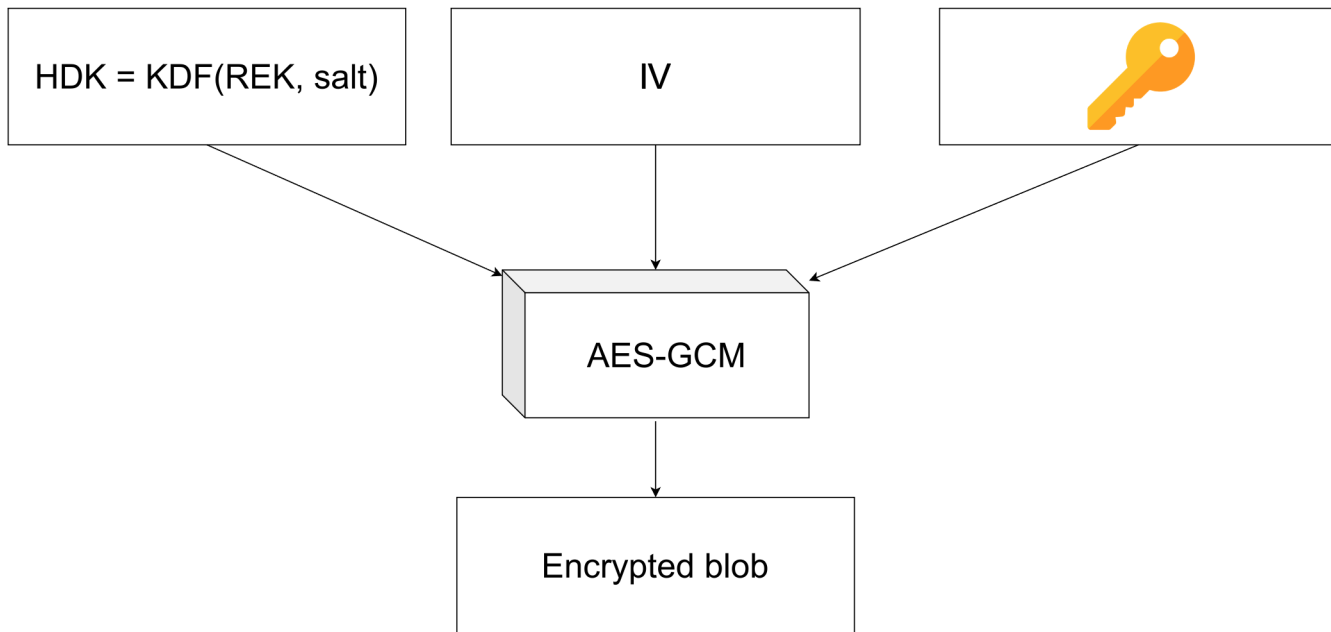 HDK = KDF(REK, salt)
IV
AES-GCM
Encrypted blob